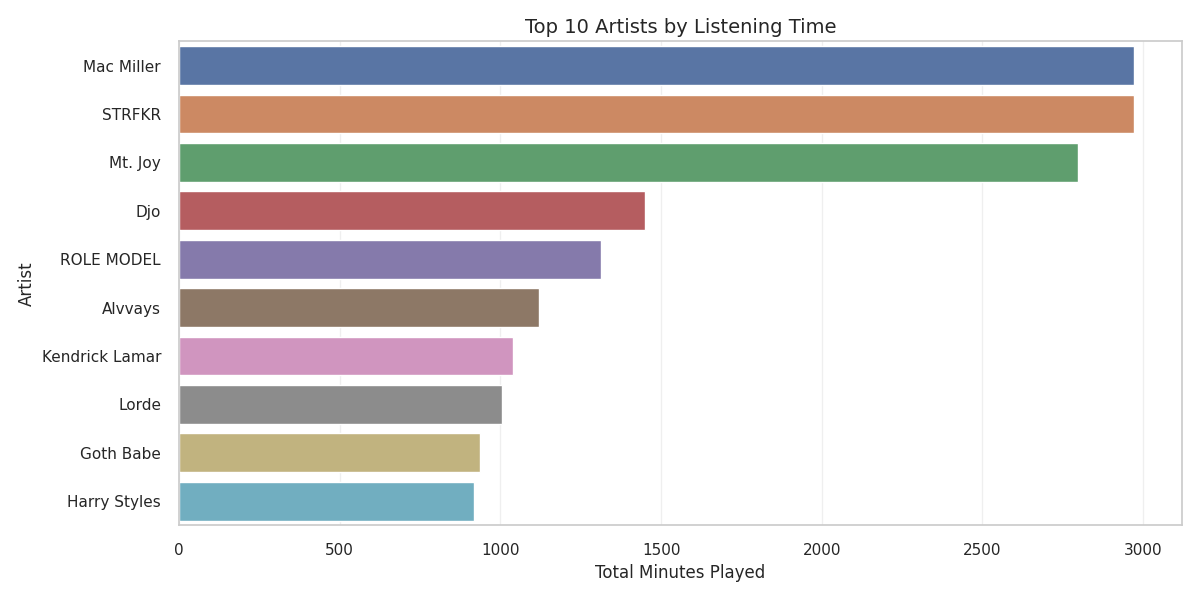 Top 10 Artists by Listening Time
Mac Miller
STRFKR
Mt. Joy
Djo
ROLE MODEL
Alvvays
Kendrick Lamar
Lorde
Goth Babe
Harry Styles
Artist
0 500 1000 1500 2000 2500 3000
Total Minutes Played